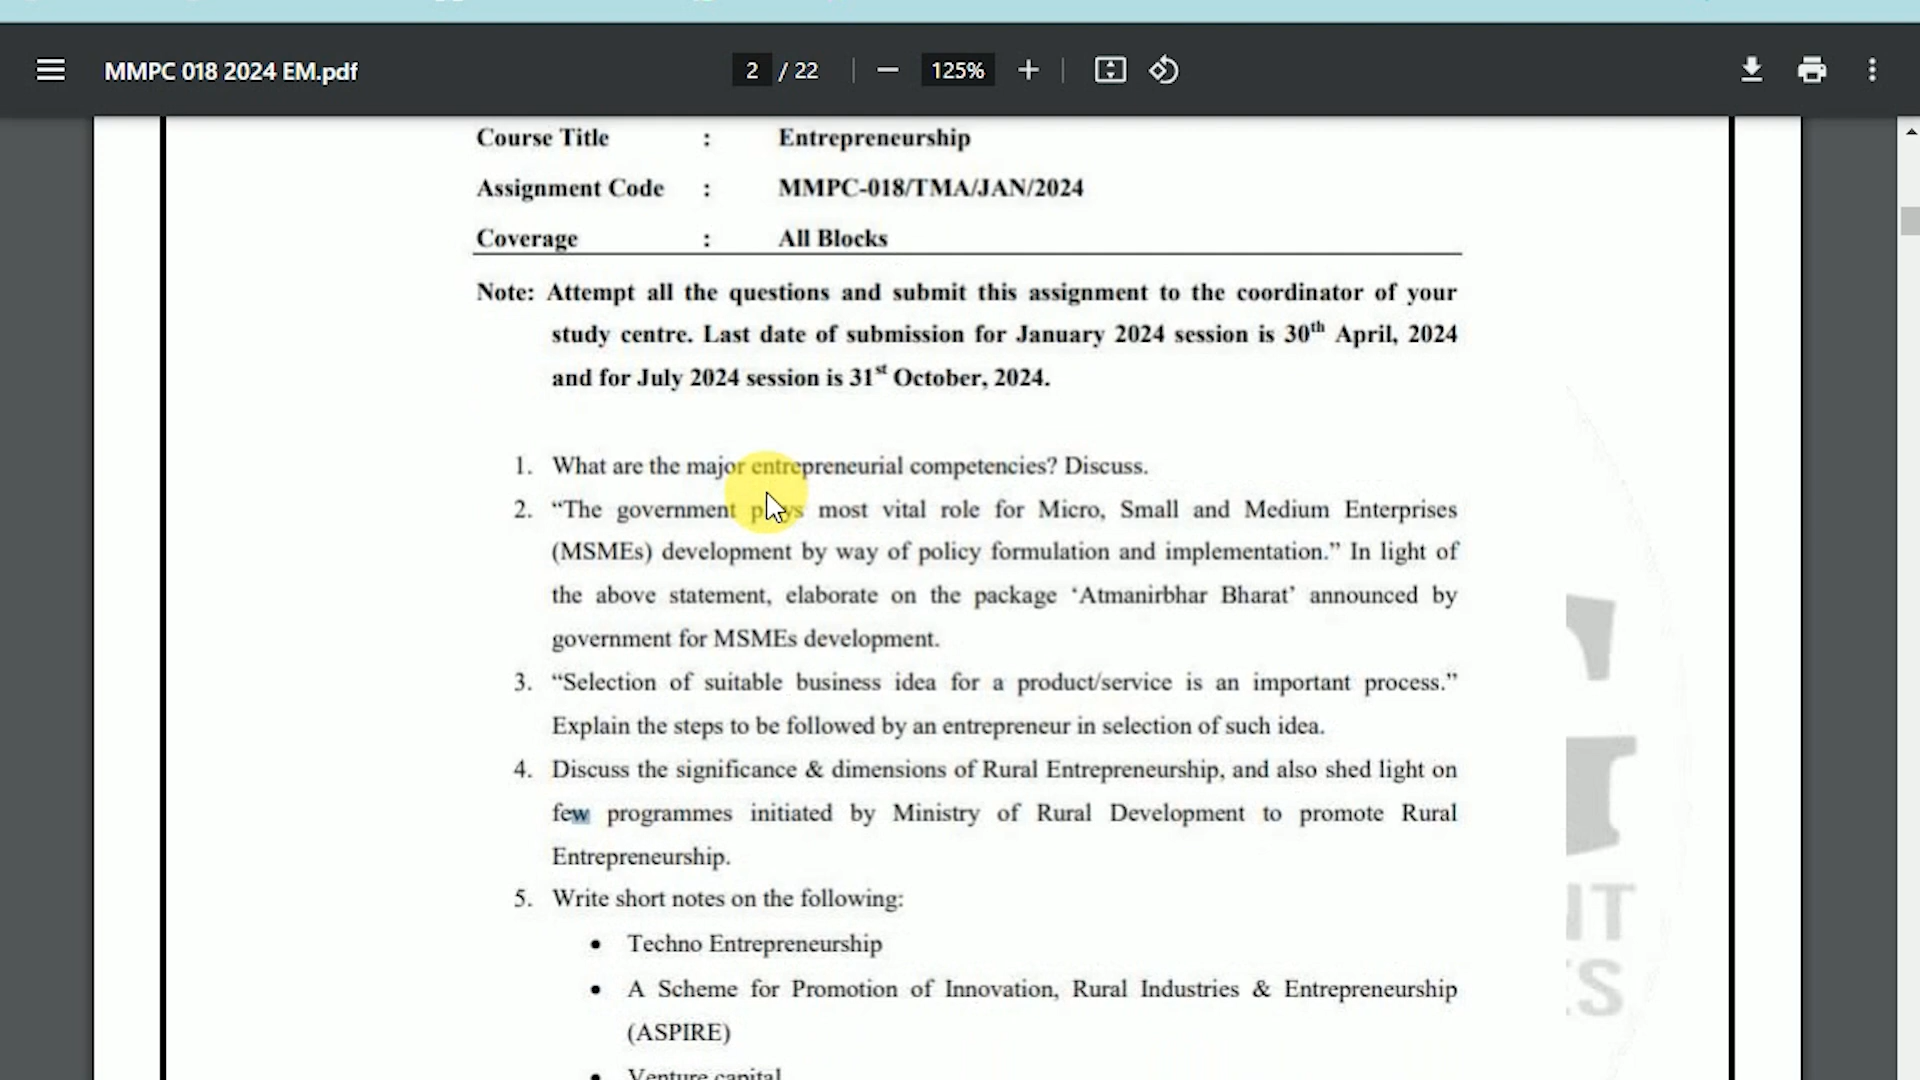 MMPC 018 2024 EM.pdf
2 / 22
125%
Course Title : Entrepreneurship
Assignment Code : MMPC-018/TMA/JAN/2024
Coverage : All Blocks
Note: Attempt all the questions and submit this assignment to the coordinator of your
study centre. Last date of submission for January 2024 session is 30th April, 2024
and for July 2024 session is 31st October, 2024.
1. What are the major entrepreneurial competencies? Discuss.
2. “The government plays most vital role for Micro, Small and Medium Enterprises
(MSMEs) development by way of policy formulation and implementation.” In light of
the above statement, elaborate on the package ‘Atmanirbhar Bharat’ announced by
government for MSMEs development.
3. “Selection of suitable business idea for a product/service is an important process.”
Explain the steps to be followed by an entrepreneur in selection of such idea.
4. Discuss the significance & dimensions of Rural Entrepreneurship, and also shed light on
few programmes initiated by Ministry of Rural Development to promote Rural
Entrepreneurship.
5. Write short notes on the following:
• Techno Entrepreneurship
• A Scheme for Promotion of Innovation, Rural Industries & Entrepreneurship
(ASPIRE)
• Venture capital